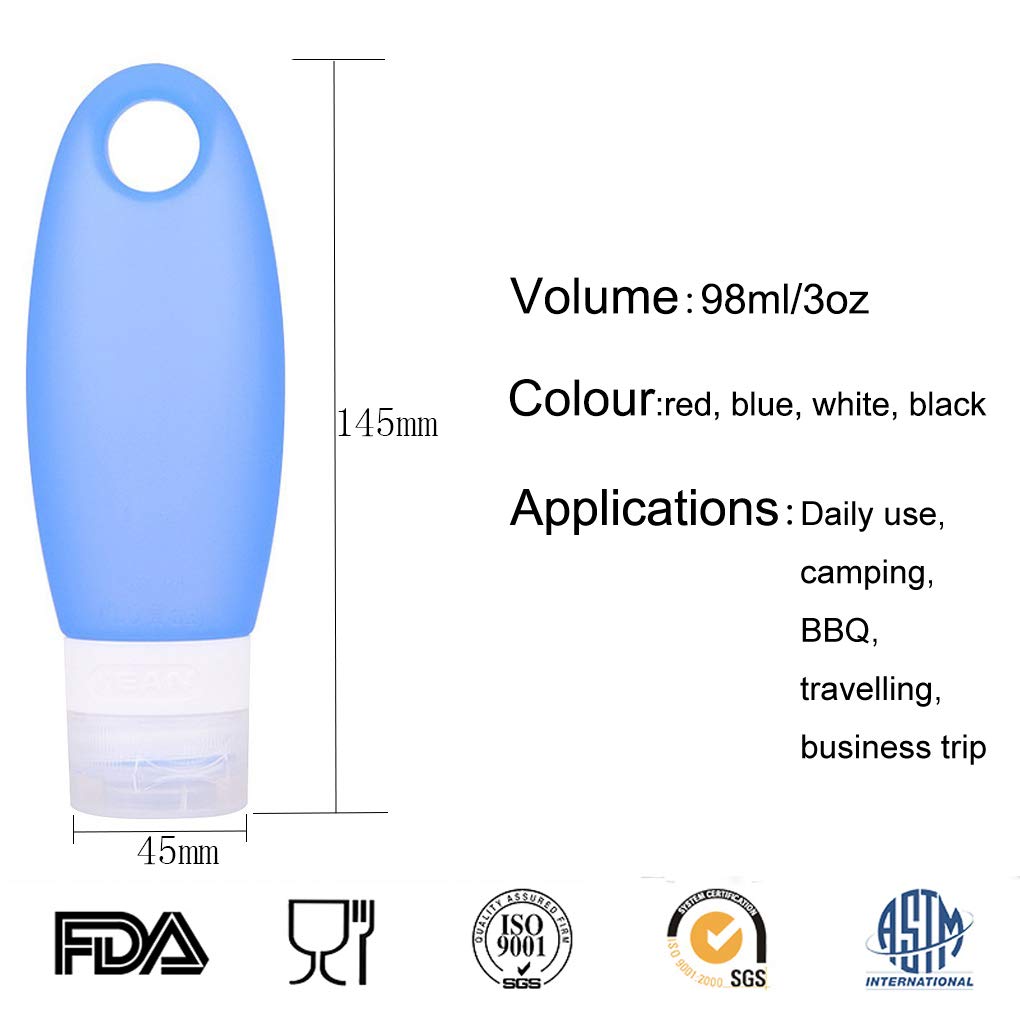 145mm
Volume:98ml/3oz
Colour:red, blue, white, black
Applications:Daily use,
camping,
BBQ,
travelling,
business trip
45mm
FDA
QUALITY ASSURED FIRM
ISO
9001
SGS
SYSTEM CERTIFICATION
ISO 9001:2000
SGS
ASTM
INTERNATIONAL